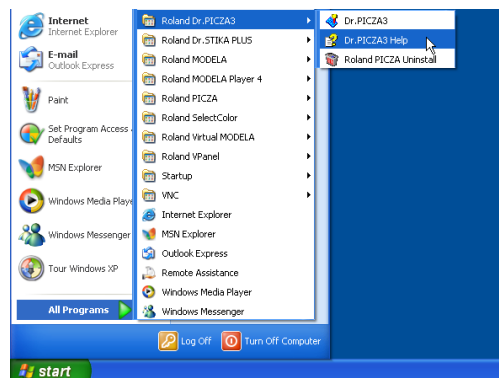 Internet
Internet Explorer
E-mail
Outlook Express
Paint
Set Program Access
Defaults
MSN Explorer
Windows Media Playe
Windows Messenger
Tour Windows XP
All Programs
Roland Dr.PICZA3
Roland Dr.STIKA PLUS
Roland MODELA
Roland MODELA Player 4
Roland PICZA
Roland SelectColor
Roland Virtual MODELA
Roland VPanel
Startup
VNC
Internet Explorer
MSN Explorer
Outlook Express
Remote Assistance
Windows Media Player
Windows Messenger
Dr.PICZA3
Dr.PICZA3 Help
Roland PICZA Uninstall
Log Off
Turn Off Computer
start